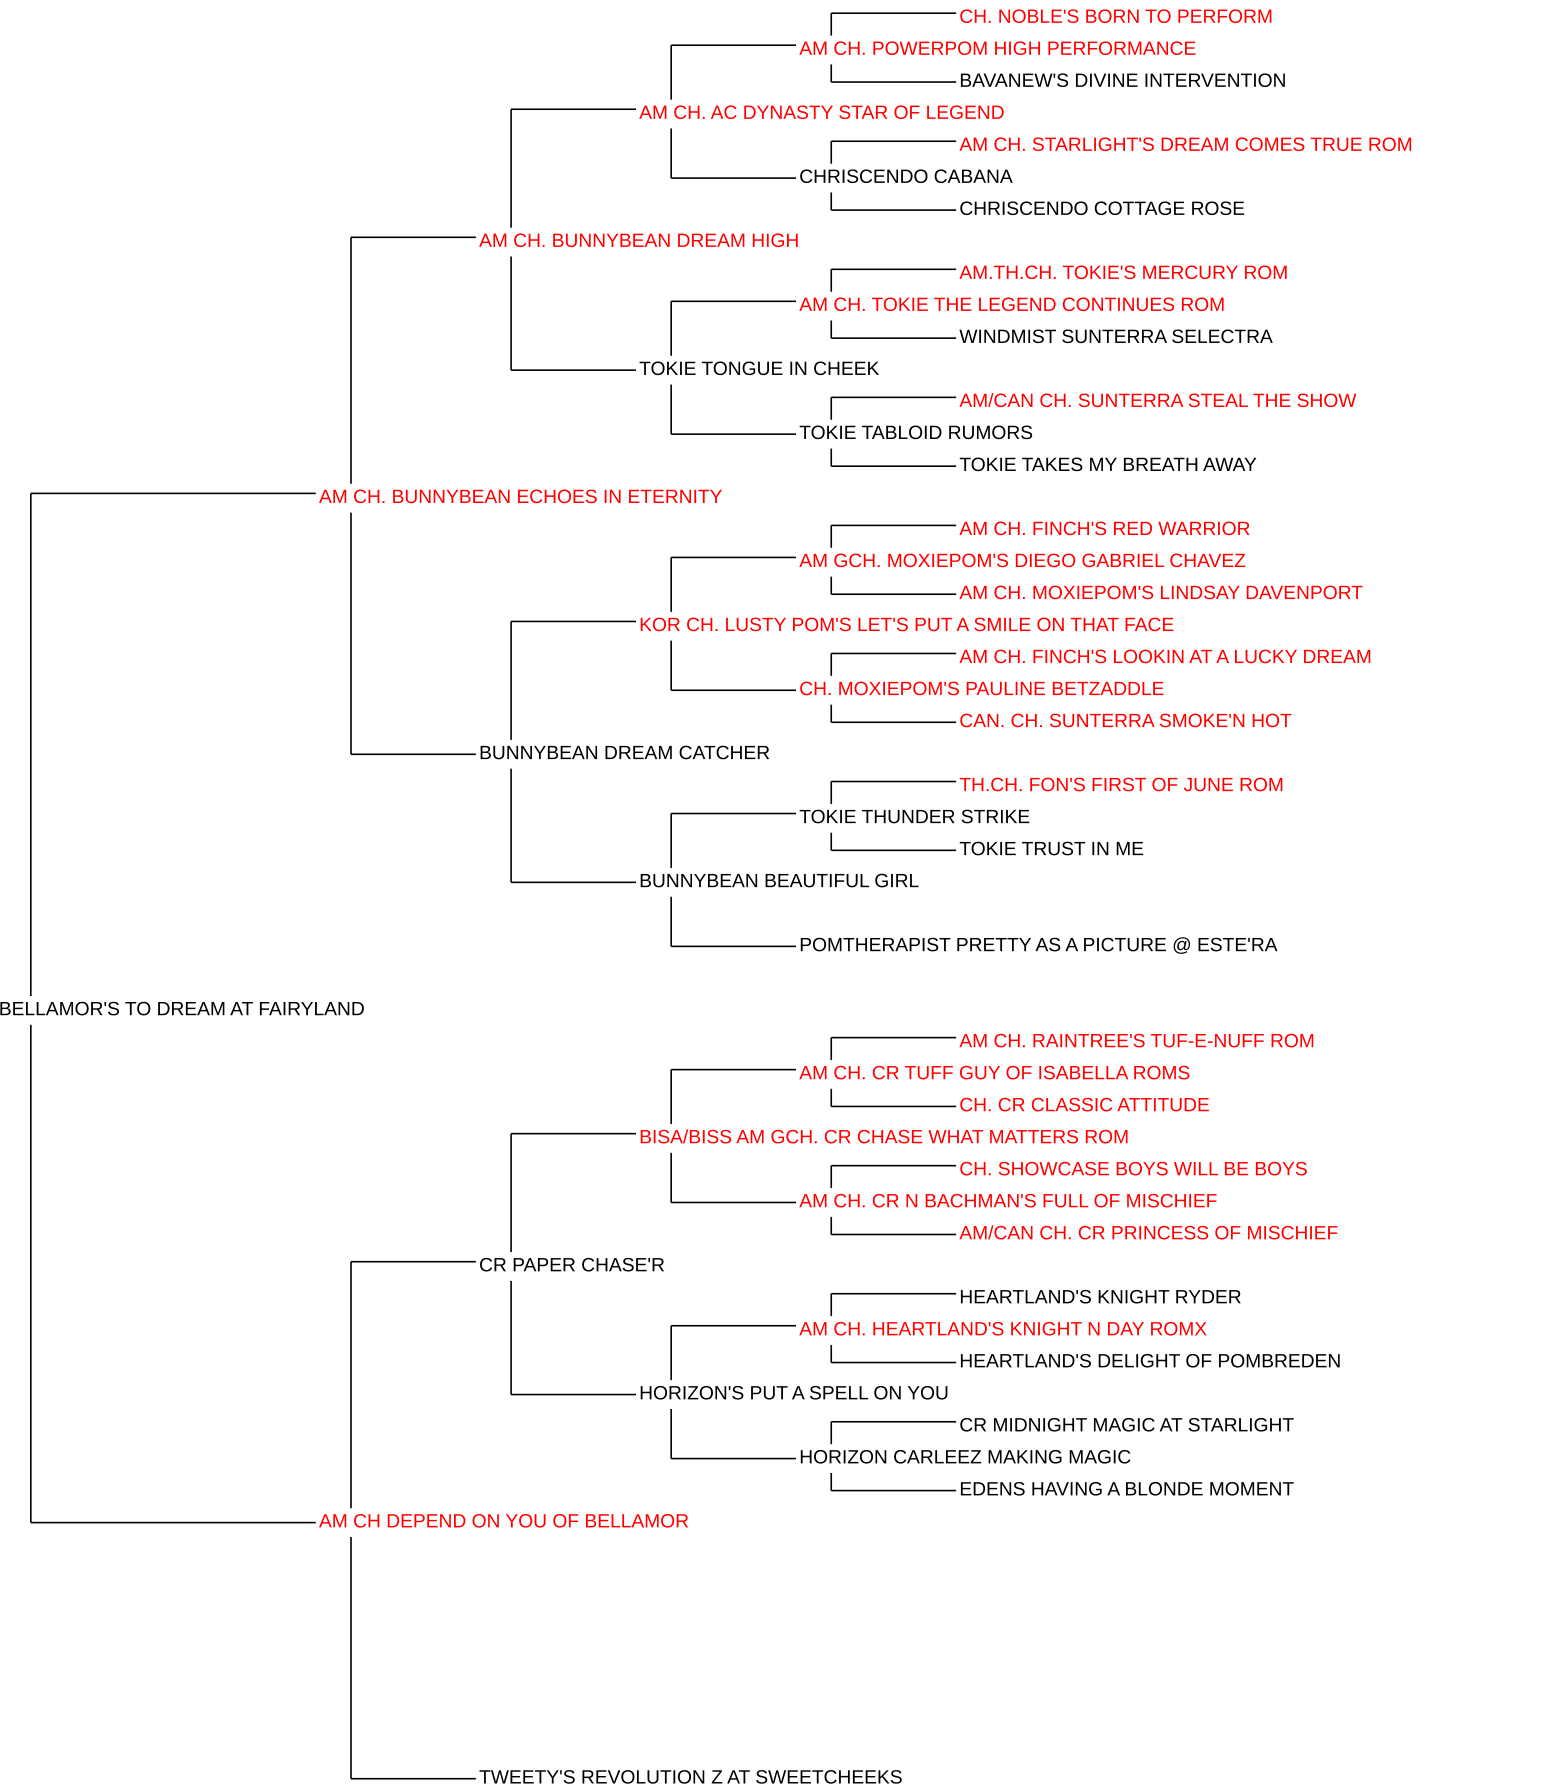 CH. NOBLE'S BORN TO PERFORM
AM CH. POWERPOM HIGH PERFORMANCE
BAVANEW'S DIVINE INTERVENTION
AM CH. AC DYNASTY STAR OF LEGEND
AM CH. STARLIGHT'S DREAM COMES TRUE ROM
CHRISCENDO CABANA
CHRISCENDO COTTAGE ROSE
AM CH. BUNNYBEAN DREAM HIGH
AM.TH.CH. TOKIE'S MERCURY ROM
AM CH. TOKIE THE LEGEND CONTINUES ROM
WINDMIST SUNTERRA SELECTRA
TOKIE TONGUE IN CHEEK
AM/CAN CH. SUNTERRA STEAL THE SHOW
TOKIE TABLOID RUMORS
TOKIE TAKES MY BREATH AWAY
AM CH. BUNNYBEAN ECHOES IN ETERNITY
AM CH. FINCH'S RED WARRIOR
AM GCH. MOXIEPOM'S DIEGO GABRIEL CHAVEZ
AM CH. MOXIEPOM'S LINDSAY DAVENPORT
KOR CH. LUSTY POM'S LET'S PUT A SMILE ON THAT FACE
AM CH. FINCH'S LOOKIN AT A LUCKY DREAM
CH. MOXIEPOM'S PAULINE BETZADDLE
CAN. CH. SUNTERRA SMOKE'N HOT
BUNNYBEAN DREAM CATCHER
TH.CH. FON'S FIRST OF JUNE ROM
TOKIE THUNDER STRIKE
TOKIE TRUST IN ME
BUNNYBEAN BEAUTIFUL GIRL
POMTHERAPIST PRETTY AS A PICTURE @ ESTE'RA
BELLAMOR'S TO DREAM AT FAIRYLAND
AM CH. RAINTREE'S TUF-E-NUFF ROM
AM CH. CR TUFF GUY OF ISABELLA ROMS
CH. CR CLASSIC ATTITUDE
BISA/BISS AM GCH. CR CHASE WHAT MATTERS ROM
CH. SHOWCASE BOYS WILL BE BOYS
AM CH. CR N BACHMAN'S FULL OF MISCHIEF
AM/CAN CH. CR PRINCESS OF MISCHIEF
CR PAPER CHASE'R
HEARTLAND'S KNIGHT RYDER
AM CH. HEARTLAND'S KNIGHT N DAY ROMX
HEARTLAND'S DELIGHT OF POMBREDEN
HORIZON'S PUT A SPELL ON YOU
CR MIDNIGHT MAGIC AT STARLIGHT
HORIZON CARLEEZ MAKING MAGIC
EDENS HAVING A BLONDE MOMENT
AM CH DEPEND ON YOU OF BELLAMOR
TWEETY'S REVOLUTION Z AT SWEETCHEEKS